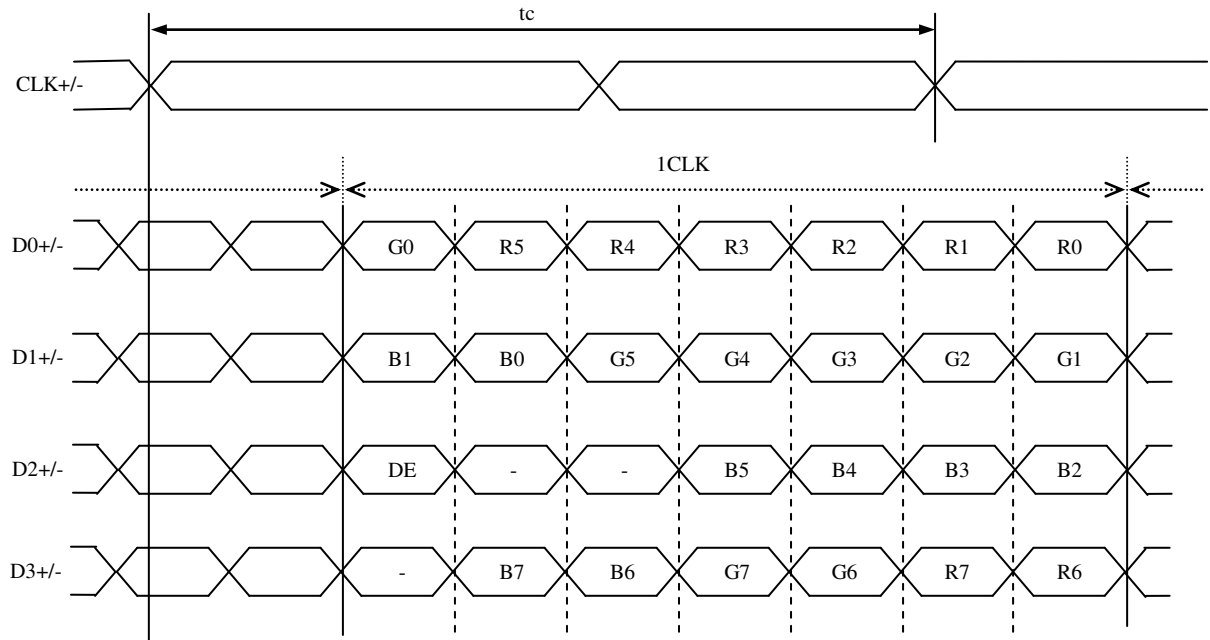 tc
CLK+/-
1CLK
D0+/- G0 R5 R4 R3 R2 R1 R0
D1+/- B1 B0 G5 G4 G3 G2 G1
D2+/- DE - - B5 B4 B3 B2
D3+/- - B7 B6 G7 G6 R7 R6